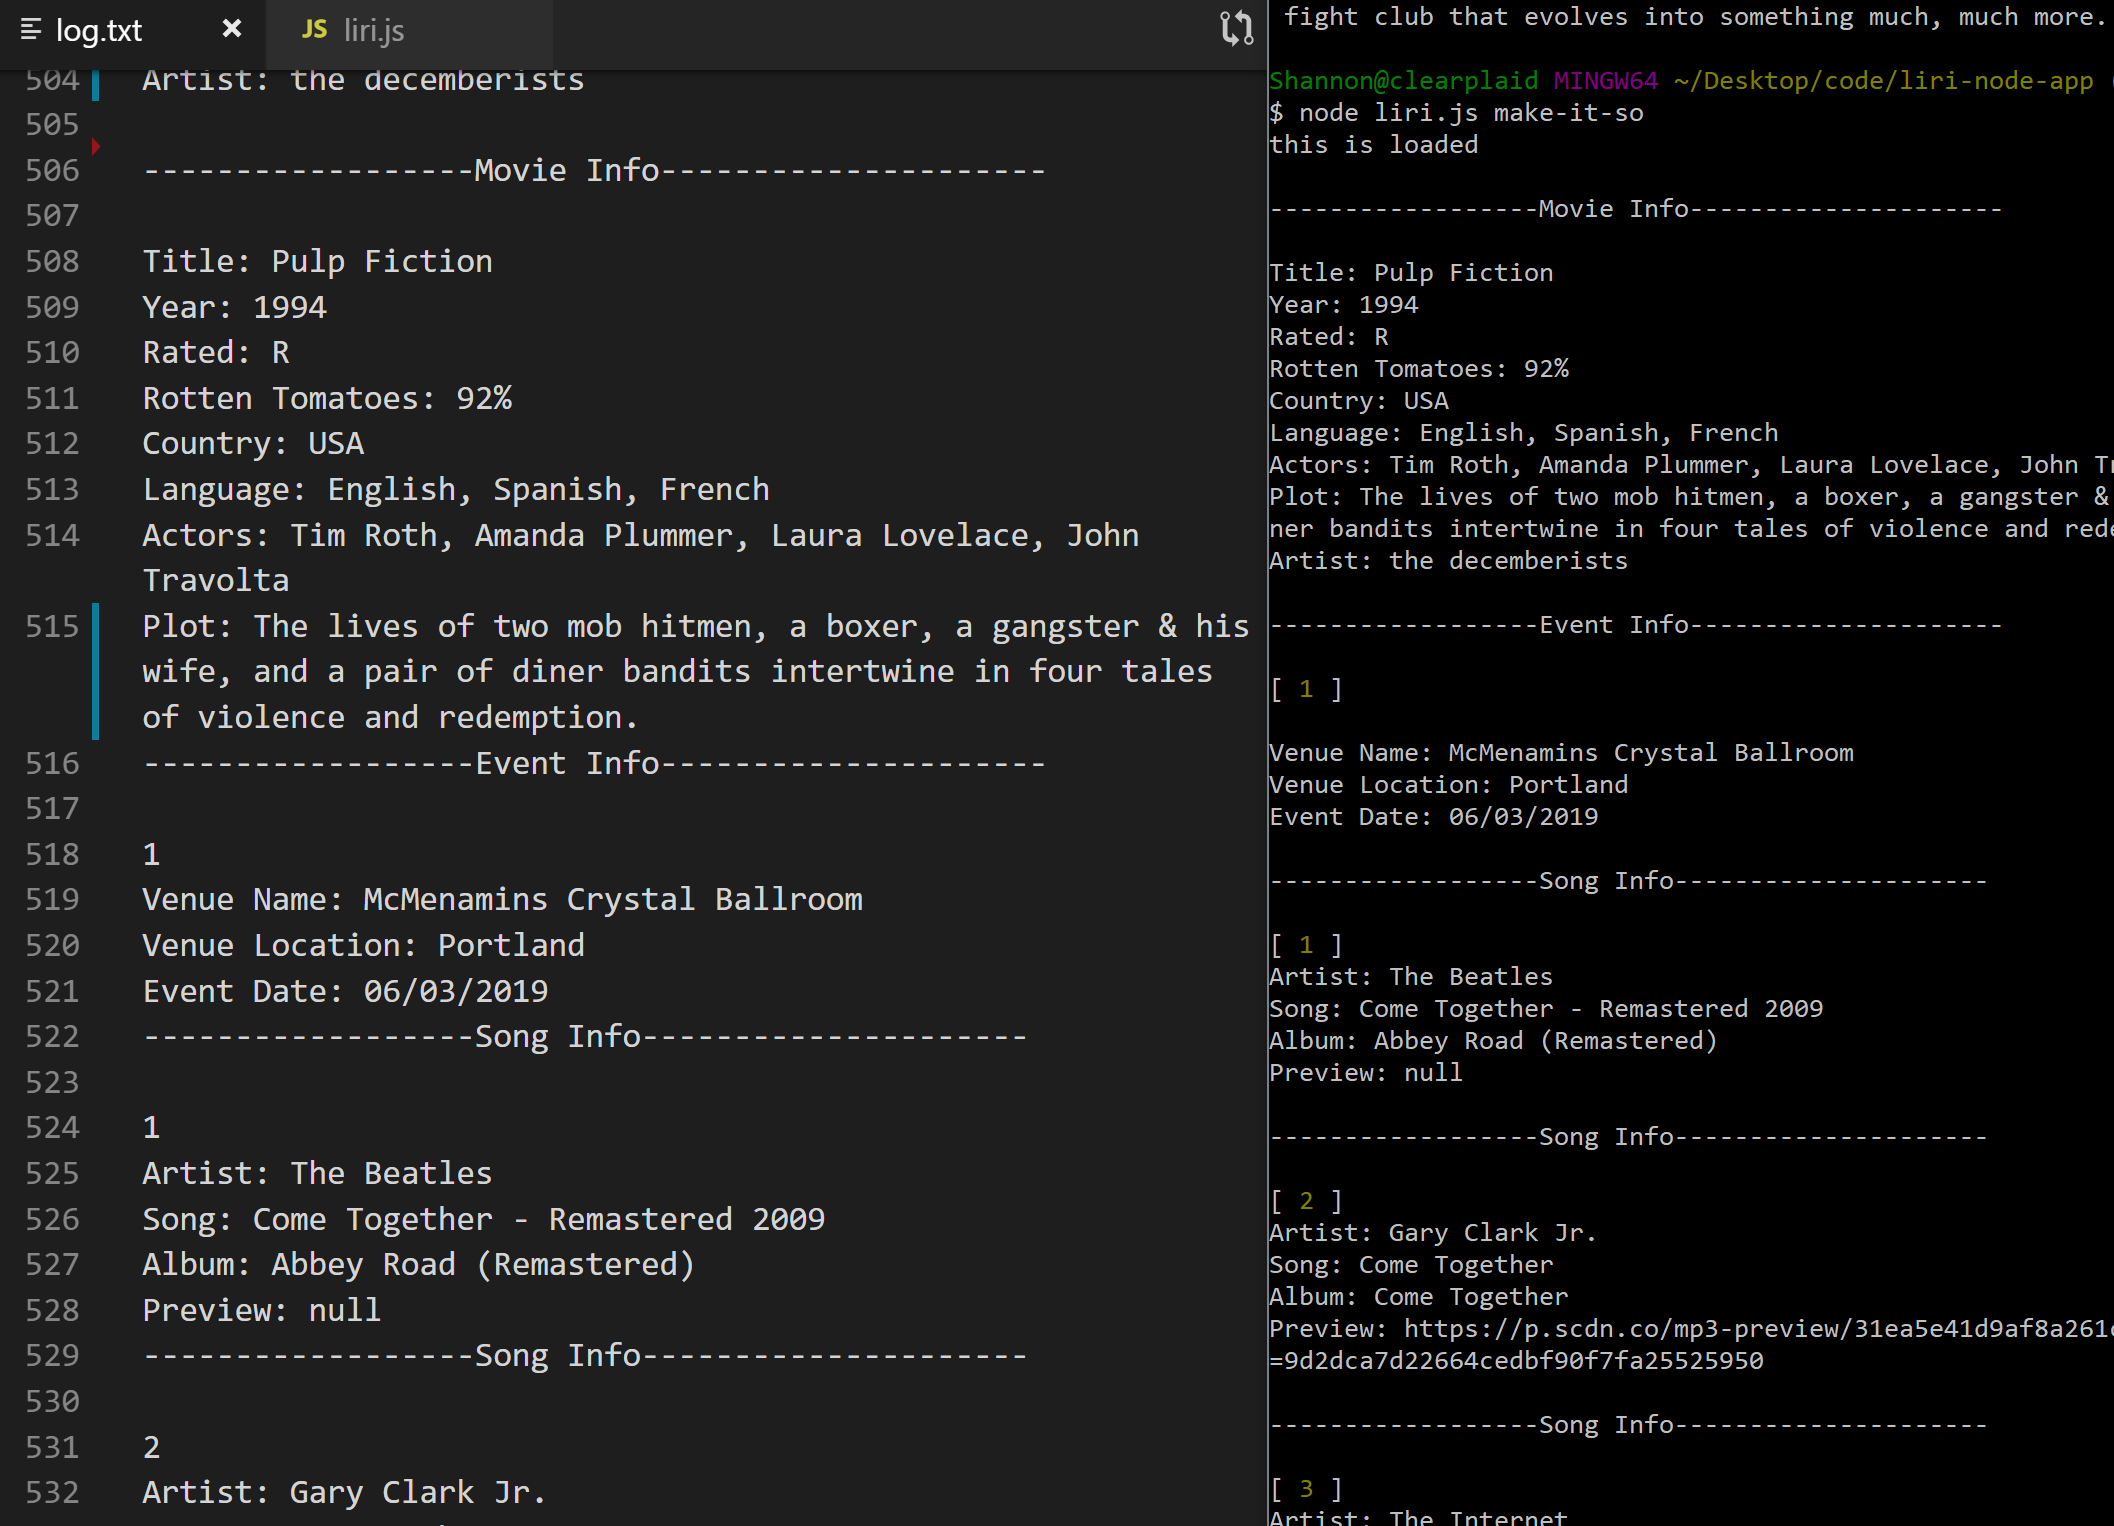 log.txt
JS liri.js
504 Artist: the decemberists
505
506 ------------------Movie Info---------------------
507
508 Title: Pulp Fiction
509 Year: 1994
510 Rated: R
511 Rotten Tomatoes: 92%
512 Country: USA
513 Language: English, Spanish, French
514 Actors: Tim Roth, Amanda Plummer, Laura Lovelace, John
Travolta
515 Plot: The lives of two mob hitmen, a boxer, a gangster & his
wife, and a pair of diner bandits intertwine in four tales
of violence and redemption.
516 ------------------Event Info---------------------
517
518 1
519 Venue Name: McMenamins Crystal Ballroom
520 Venue Location: Portland
521 Event Date: 06/03/2019
522 ------------------Song Info---------------------
523
524 1
525 Artist: The Beatles
526 Song: Come Together - Remastered 2009
527 Album: Abbey Road (Remastered)
528 Preview: null
529 ------------------Song Info---------------------
530
531 2
532 Artist: Gary Clark Jr.
fight club that evolves into something much, much more.
Shannon@clearplaid MINGW64 ~/Desktop/code/liri-node-app
$ node liri.js make-it-so
this is loaded
------------------Movie Info---------------------
Title: Pulp Fiction
Year: 1994
Rated: R
Rotten Tomatoes: 92%
Country: USA
Language: English, Spanish, French
Actors: Tim Roth, Amanda Plummer, Laura Lovelace, John
Plot: The lives of two mob hitmen, a boxer, a gangster &
ner bandits intertwine in four tales of violence and
Artist: the decemberists
------------------Event Info---------------------
[ 1 ]
Venue Name: McMenamins Crystal Ballroom
Venue Location: Portland
Event Date: 06/03/2019
------------------Song Info---------------------
[ 1 ]
Artist: The Beatles
Song: Come Together - Remastered 2009
Album: Abbey Road (Remastered)
Preview: null
------------------Song Info---------------------
[ 2 ]
Artist: Gary Clark Jr.
Song: Come Together
Album: Come Together
Preview: https://p.scdn.co/mp3-preview/31ea5e41d9af8a261
=9d2dca7d22664cedbf90f7fa25525950
------------------Song Info---------------------
[ 3 ]
Artist: The Internet